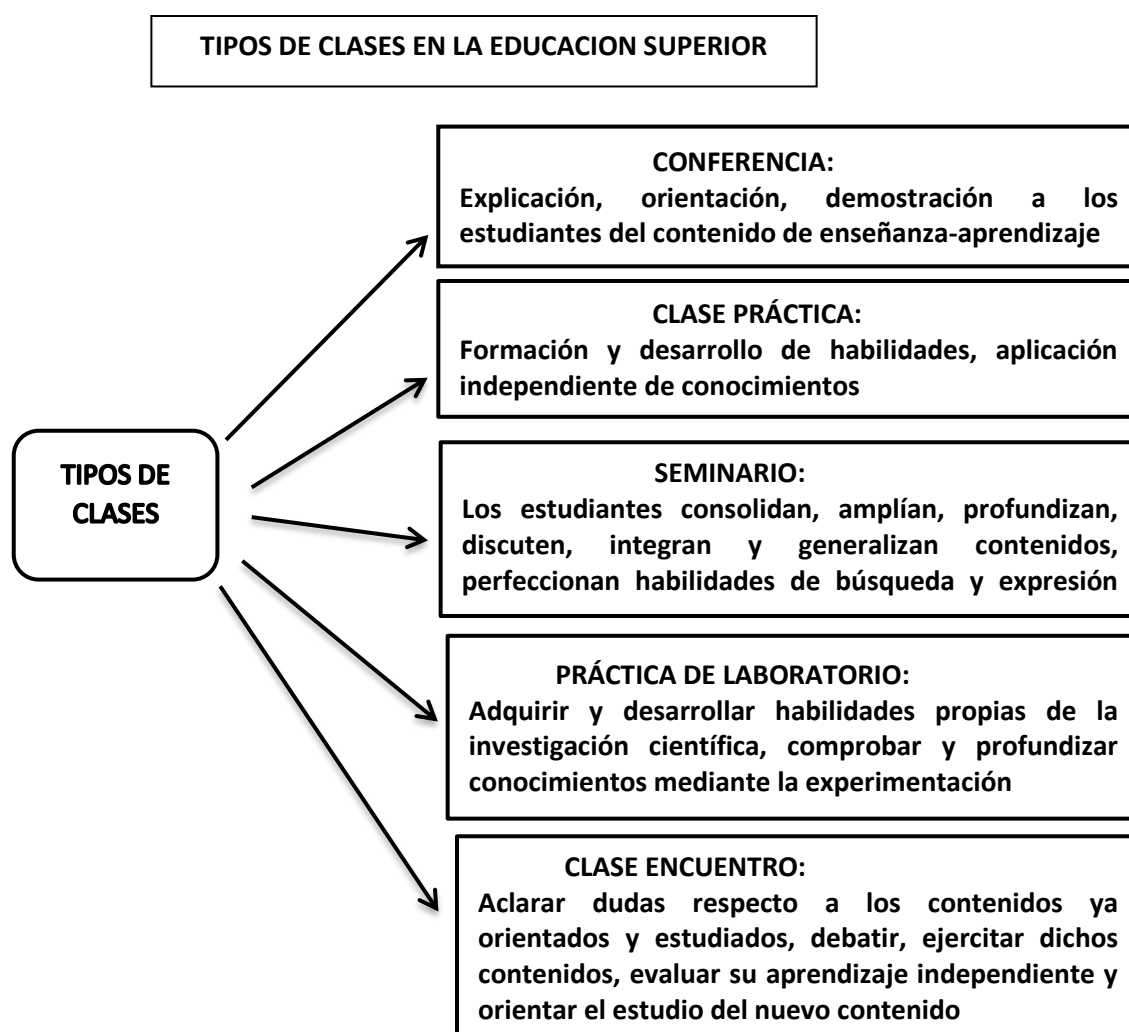 TIPOS DE CLASES EN LA EDUCACION SUPERIOR
CONFERENCIA:
Explicación, orientación, demostración a los
estudiantes del contenido de enseñanza-aprendizaje
CLASE PRÁCTICA:
Formación y desarrollo de habilidades, aplicación
independiente de conocimientos
TIPOS DE
CLASES
SEMINARIO:
Los estudiantes consolidan, amplían, profundizan,
discuten, integran y generalizan contenidos,
perfeccionan habilidades de búsqueda y expresión
PRÁCTICA DE LABORATORIO:
Adquirir y desarrollar habilidades propias de la
investigación científica, comprobar y profundizar
conocimientos mediante la experimentación
CLASE ENCUENTRO:
Aclarar dudas respecto a los contenidos ya
orientados y estudiados, debatir, ejercitar dichos
contenidos, evaluar su aprendizaje independiente y
orientar el estudio del nuevo contenido